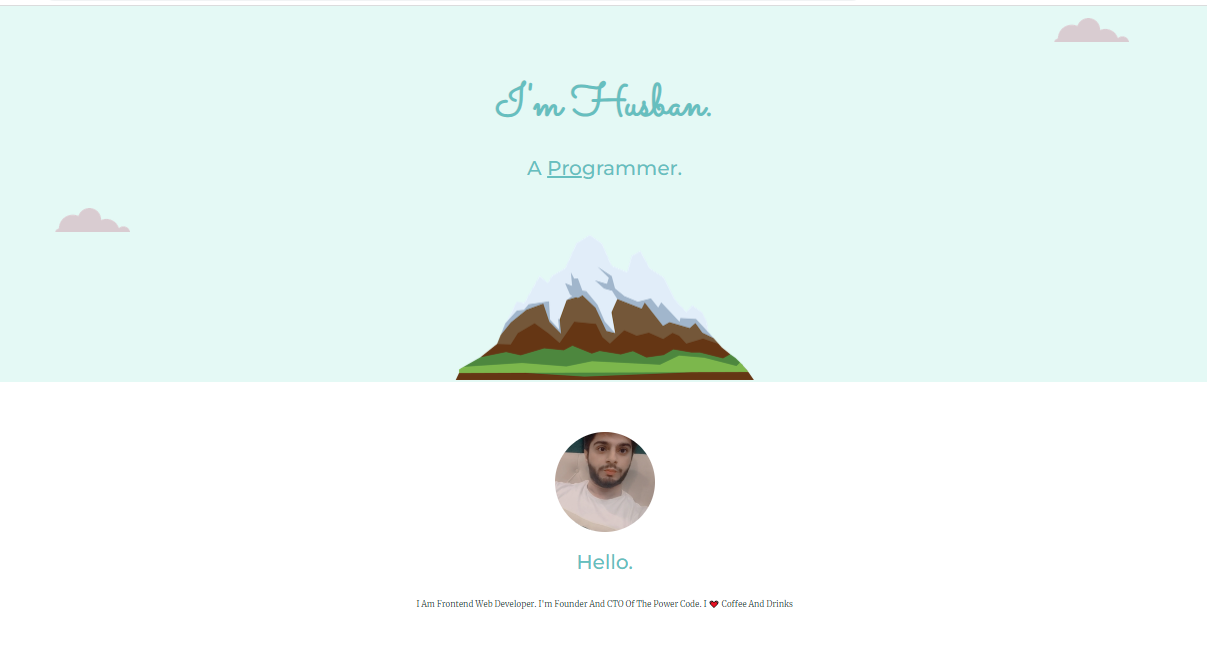 I'm Husban.
A Programmer.
Hello.
I Am Frontend Web Developer. I'm Founder And CTO Of The Power Code. I ❤ Coffee And Drinks